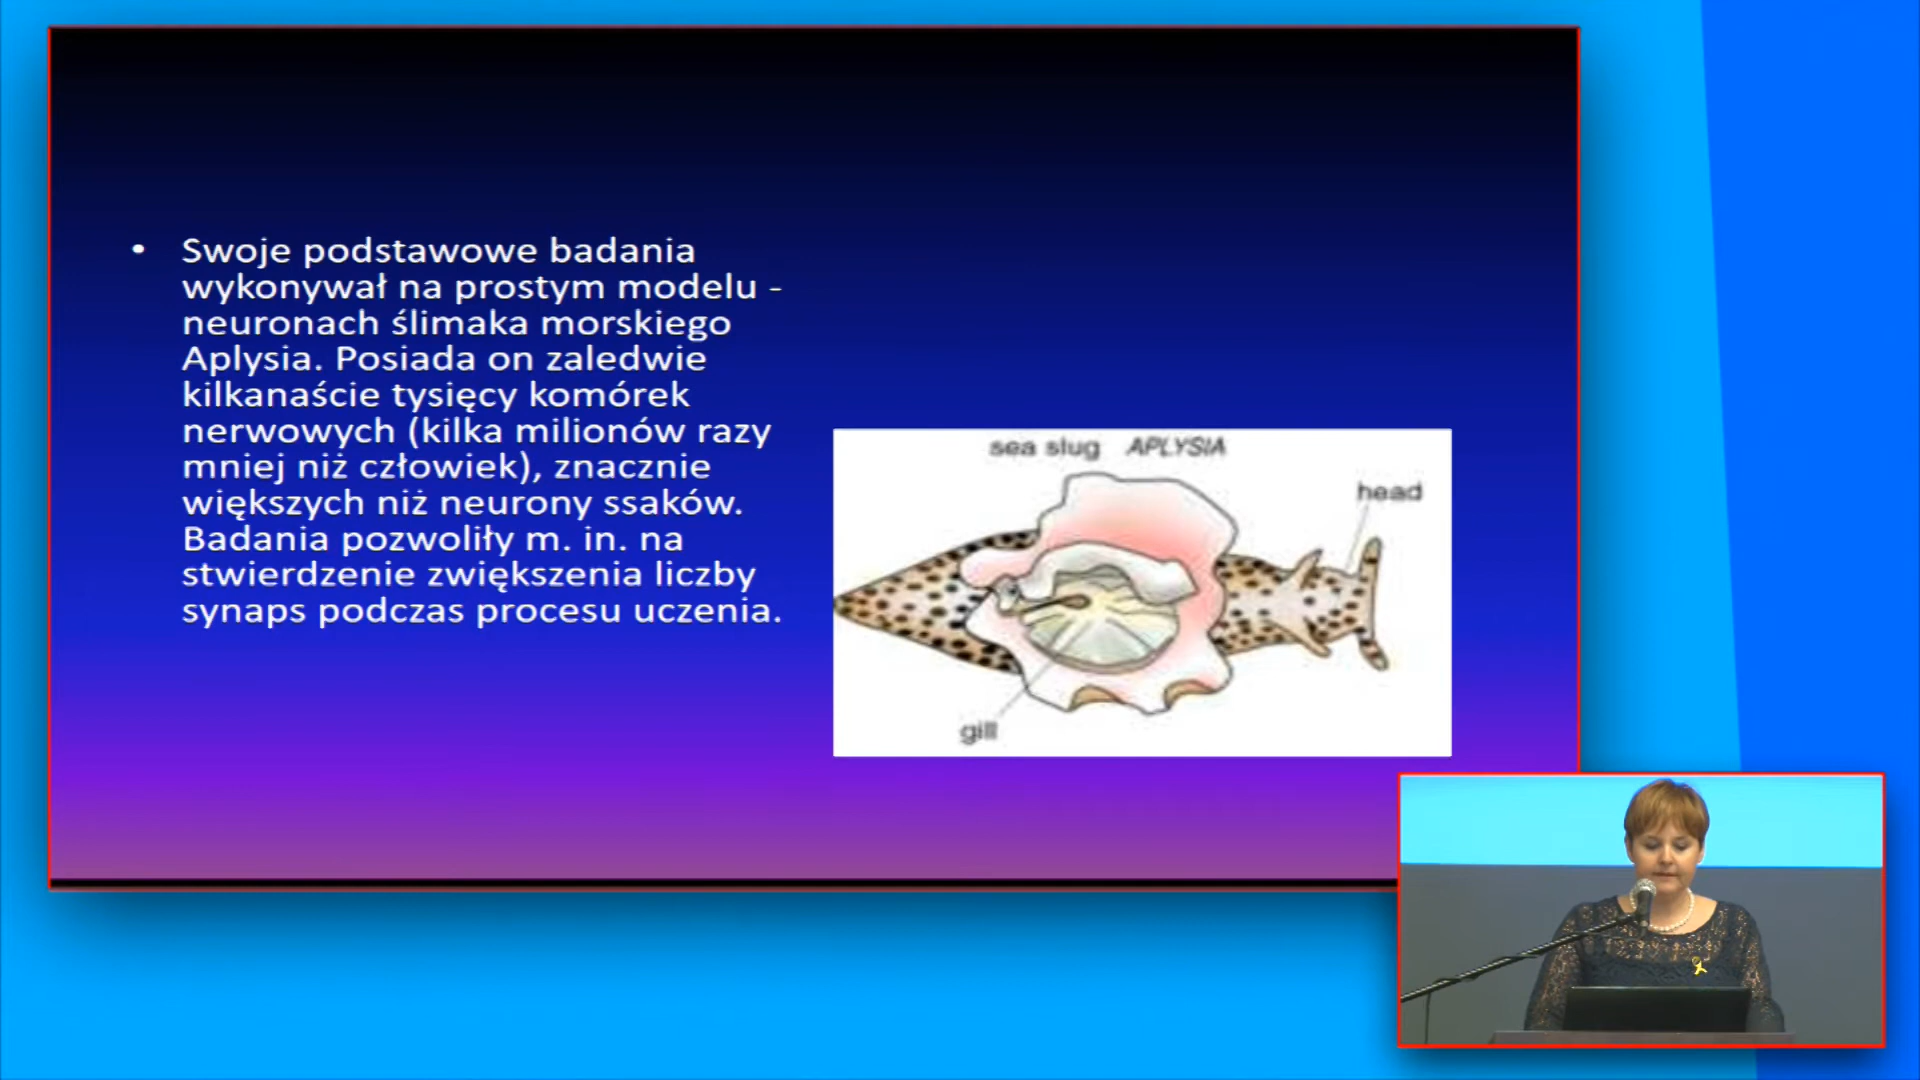 • Swoje podstawowe badania
wykonywał na prostym modelu -
neuronach ślimaka morskiego
Aplysia. Posiada on zaledwie
kilkanaście tysięcy komórek
nerwowych (kilka milionów razy
mniej niż człowiek), znacznie
większych niż neurony ssaków.
Badania pozwoliły m. in. na
stwierdzenie zwiększenia liczby
synaps podczas procesu uczenia.
sea slug APLYSIA
head
gill